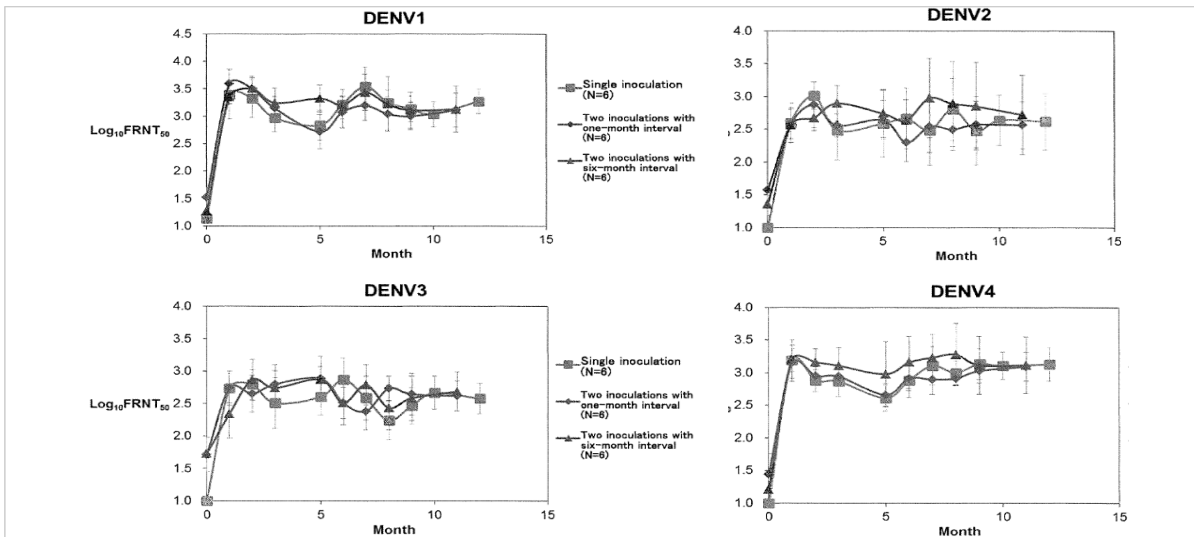 DENV1
4.5
4.0
3.5
3.0
2.5
2.0
1.5
1.0
Log10FRNT50
0
5
10
15
Month
Single inoculation
(N=6)
Two inoculations with
one-month interval
(N=6)
Two inoculations with
six-month interval
(N=6)
DENV2
4.0
3.5
3.0
2.5
2.0
1.5
1.0
0
5
10
15
Month
DENV3
4.0
3.5
3.0
2.5
2.0
1.5
1.0
Log10FRNT50
0
5
10
15
Month
Single inoculation
(N=6)
Two inoculations with
one-month interval
(N=6)
Two inoculations with
six-month interval
(N=6)
DENV4
4.0
3.5
3.0
2.5
2.0
1.5
1.0
0
5
10
15
Month